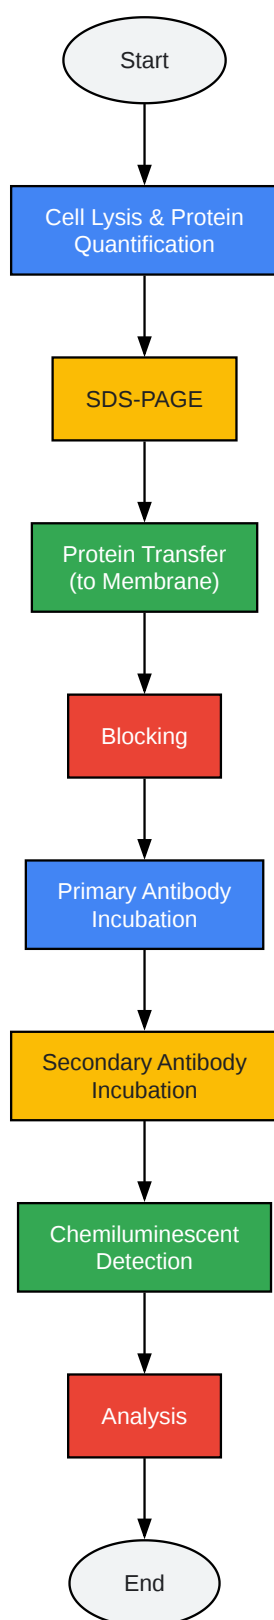 Start
Cell Lysis & Protein
Quantification
SDS-PAGE
Protein Transfer
(to Membrane)
Blocking
Primary Antibody
Incubation
Secondary Antibody
Incubation
Chemiluminescent
Detection
Analysis
End